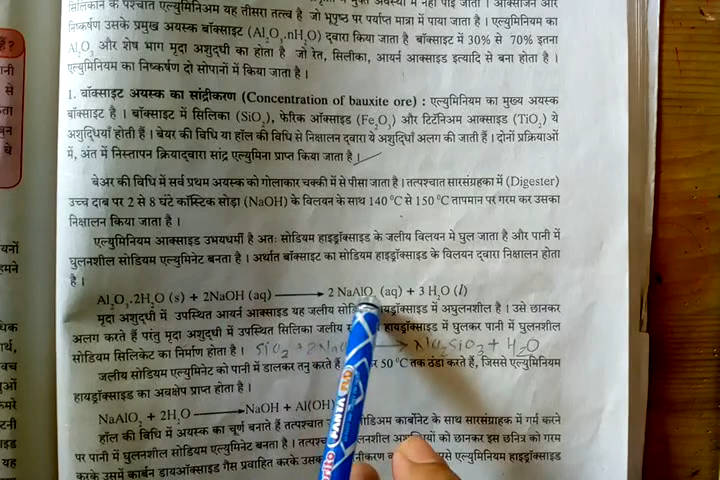 सिलिकॉन के पश्चात एल्युमिनिअम यह तीसरा तत्त्व है जो भूपृष्ठ पर पर्याप्त मात्रा में पाया जाता है । एल्युमिनियम का
निष्कर्षण उसके प्रमुख अयस्क बॉक्साइट (Al2O3.nH2O) द्वारा किया जाता है बॉक्साइट में 30% से 70% इतना
Al2O3 और शेष भाग मृदा अशुद्धी का होता है जो रेत, सिलीका, आयर्न आक्साइड इत्यादि से बना होता है ।
एल्युमिनियम का निष्कर्षण दो सोपानों में किया जाता है ।
1. बॉक्साइट अयस्क का सांद्रीकरण (Concentration of bauxite ore) : एल्युमिनियम का मुख्य अयस्क
बॉक्साइट है । बॉक्साइट में सिलिका (SiO2), फेरिक ऑक्साइड (Fe2O3) और टिटॅनिअम आक्साइड (TiO2) ये
अशुद्धियाँ होती हैं । बेयर की विधि या हॉल की विधि से निक्षालन द्वारा ये अशुद्धियाँ अलग की जाती हैं । दोनों प्रक्रियाओं
में, अंत में निस्तापन क्रियाद्वारा सांद्र एल्युमिना प्राप्त किया जाता है ।
बेअर की विधि में सर्व प्रथम अयस्क को गोलाकार चक्की में से पीसा जाता है । तत्पश्चात सारसंग्रहका में (Digester)
उच्च दाब पर 2 से 8 घंटे कॉस्टिक सोड़ा (NaOH) के विलयन के साथ 140 °C से 150 °C तापमान पर गरम कर उसका
निक्षालन किया जाता है ।
एल्युमिनियम आक्साइड उभयधर्मी है अतः सोडियम हाइड्रॉक्साइड के जलीय विलयन मे घुल जाता है और पानी में
घुलनशील सोडियम एल्युमिनेट बनता है । अर्थात बॉक्साइट का सोडियम हाइड्रॉक्साइड के विलयन द्वारा निक्षालन होता
है ।
Al2O3.2H2O (s) + 2NaOH (aq) ⟶ 2 NaAlO2 (aq) + 3 H2O (l)
मृदा अशुद्धी में उपस्थित आयर्न आक्साइड यह जलीय हायड्रॉक्साइड में अघुलनशील है । उसे छानकर
अलग करते हैं परंतु मृदा अशुद्धी में उपस्थित सिलिका जलीय हायड्रॉक्साइड में घुलकर पानी में घुलनशील
सोडियम सिलिकेट का निर्माण होता है । SiO2 + 2 → Na2SiO3 + H2O
जलीय सोडियम एल्युमिनेट को पानी में डालकर तनु करते 50 °C तक ठंडा करते हैं, जिससे एल्युमिनियम
हायड्रॉक्साइड का अवक्षेप प्राप्त होता है ।
NaAlO2 + 2H2O ⟶ NaOH + Al(OH)
हॉल की विधि में अयस्क का चूर्ण बनाते हैं तत्पश्चात कार्बोनेट के साथ सारसंग्राहक में गर्म करने
पर पानी में घुलनशील सोडियम एल्युमिनेट बनता है । को छानकर इस छनित्र को गरम
करके उसमें कार्बन डायऑक्साइड गैस प्रवाहित करके एल्युमिनियम हाइड्रॉक्साइड